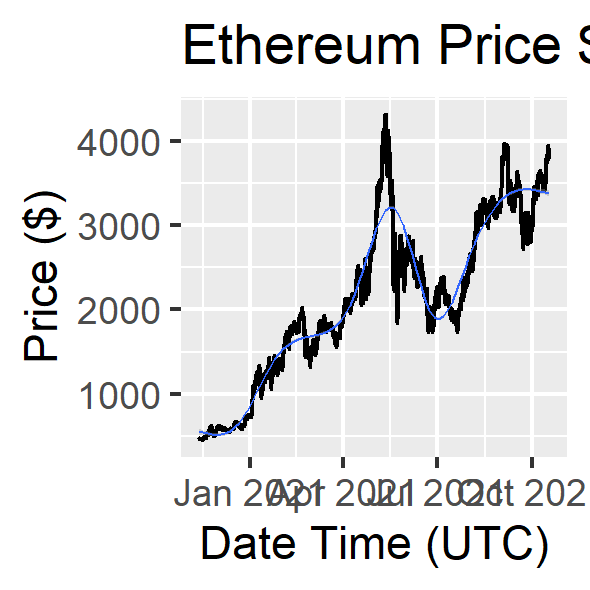 Ethereum Price S
Price ($)
4000
3000
2000
1000
Jan 2021 Apr 2021 Jul 2021 Oct 202
Date Time (UTC)